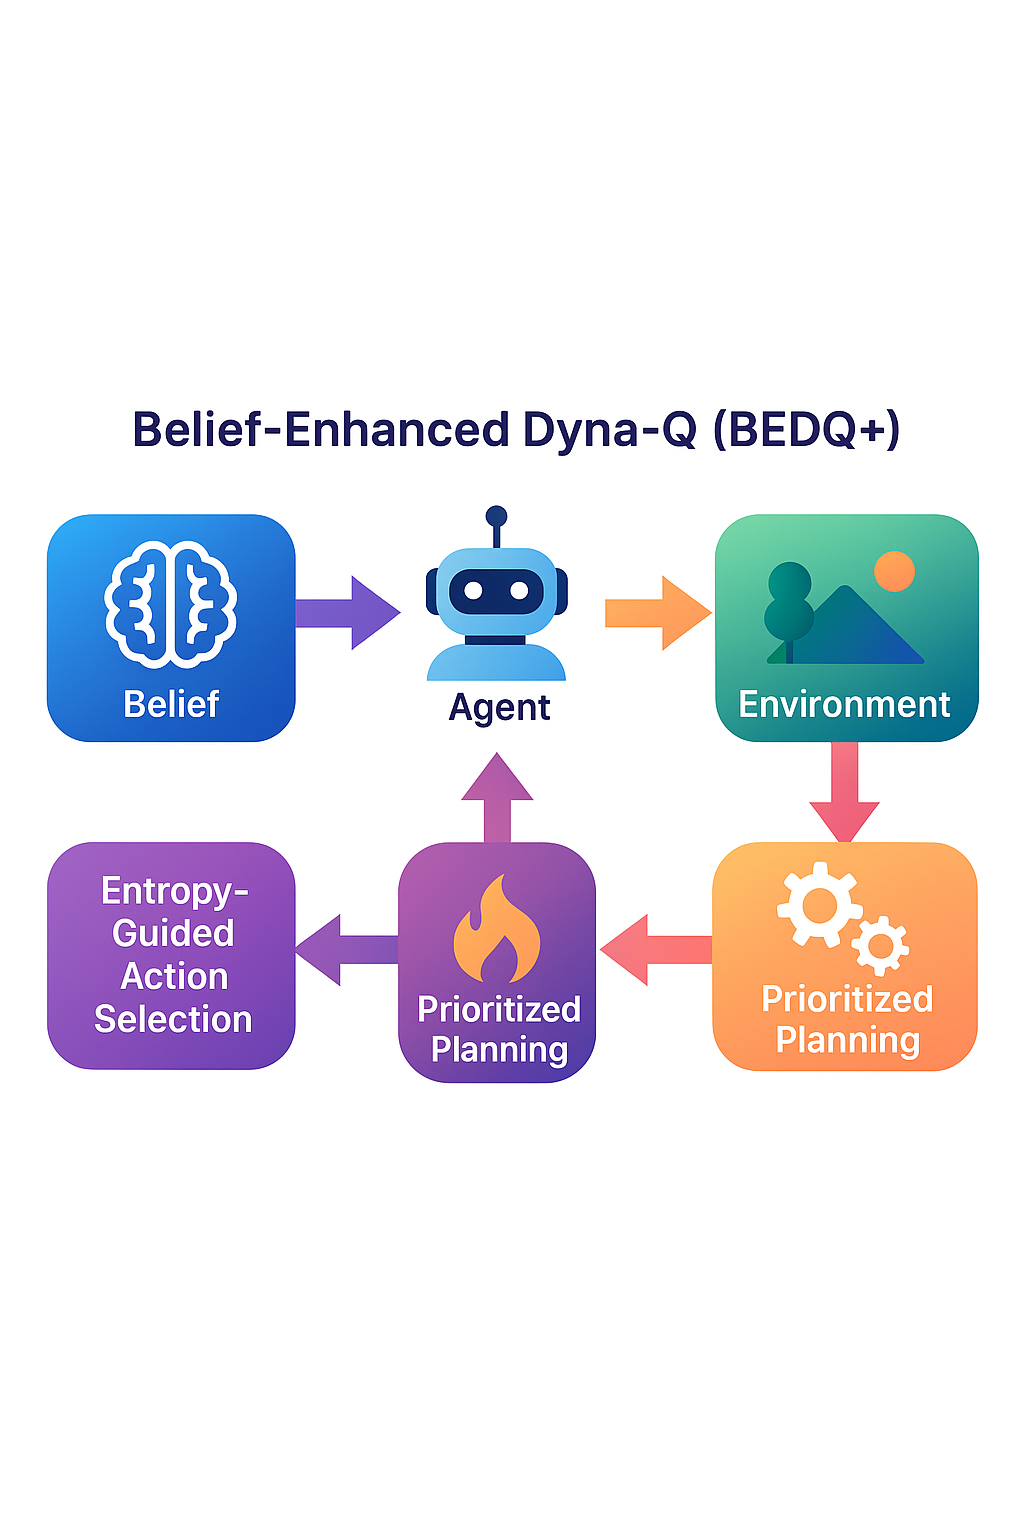 Belief-Enhanced Dyna-Q (BEDQ+)
Belief
Agent
Environment
Entropy-
Guided
Action
Selection
Prioritized
Planning
Prioritized
Planning